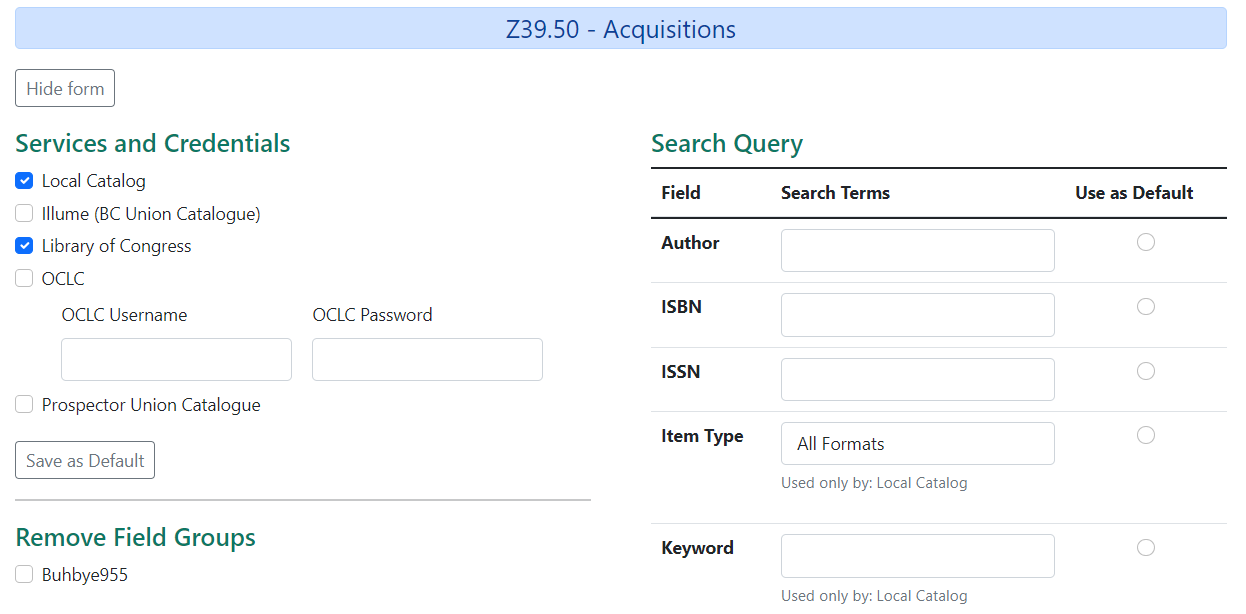 Z39.50 - Acquisitions
Hide form
Services and Credentials
Local Catalog
Illume (BC Union Catalogue)
Library of Congress
OCLC
OCLC Username OCLC Password
Prospector Union Catalogue
Save as Default
Remove Field Groups
Buhbye955
Search Query
Field Search Terms Use as Default
Author
ISBN
ISSN
Item Type All Formats
Used only by: Local Catalog
Keyword
Used only by: Local Catalog